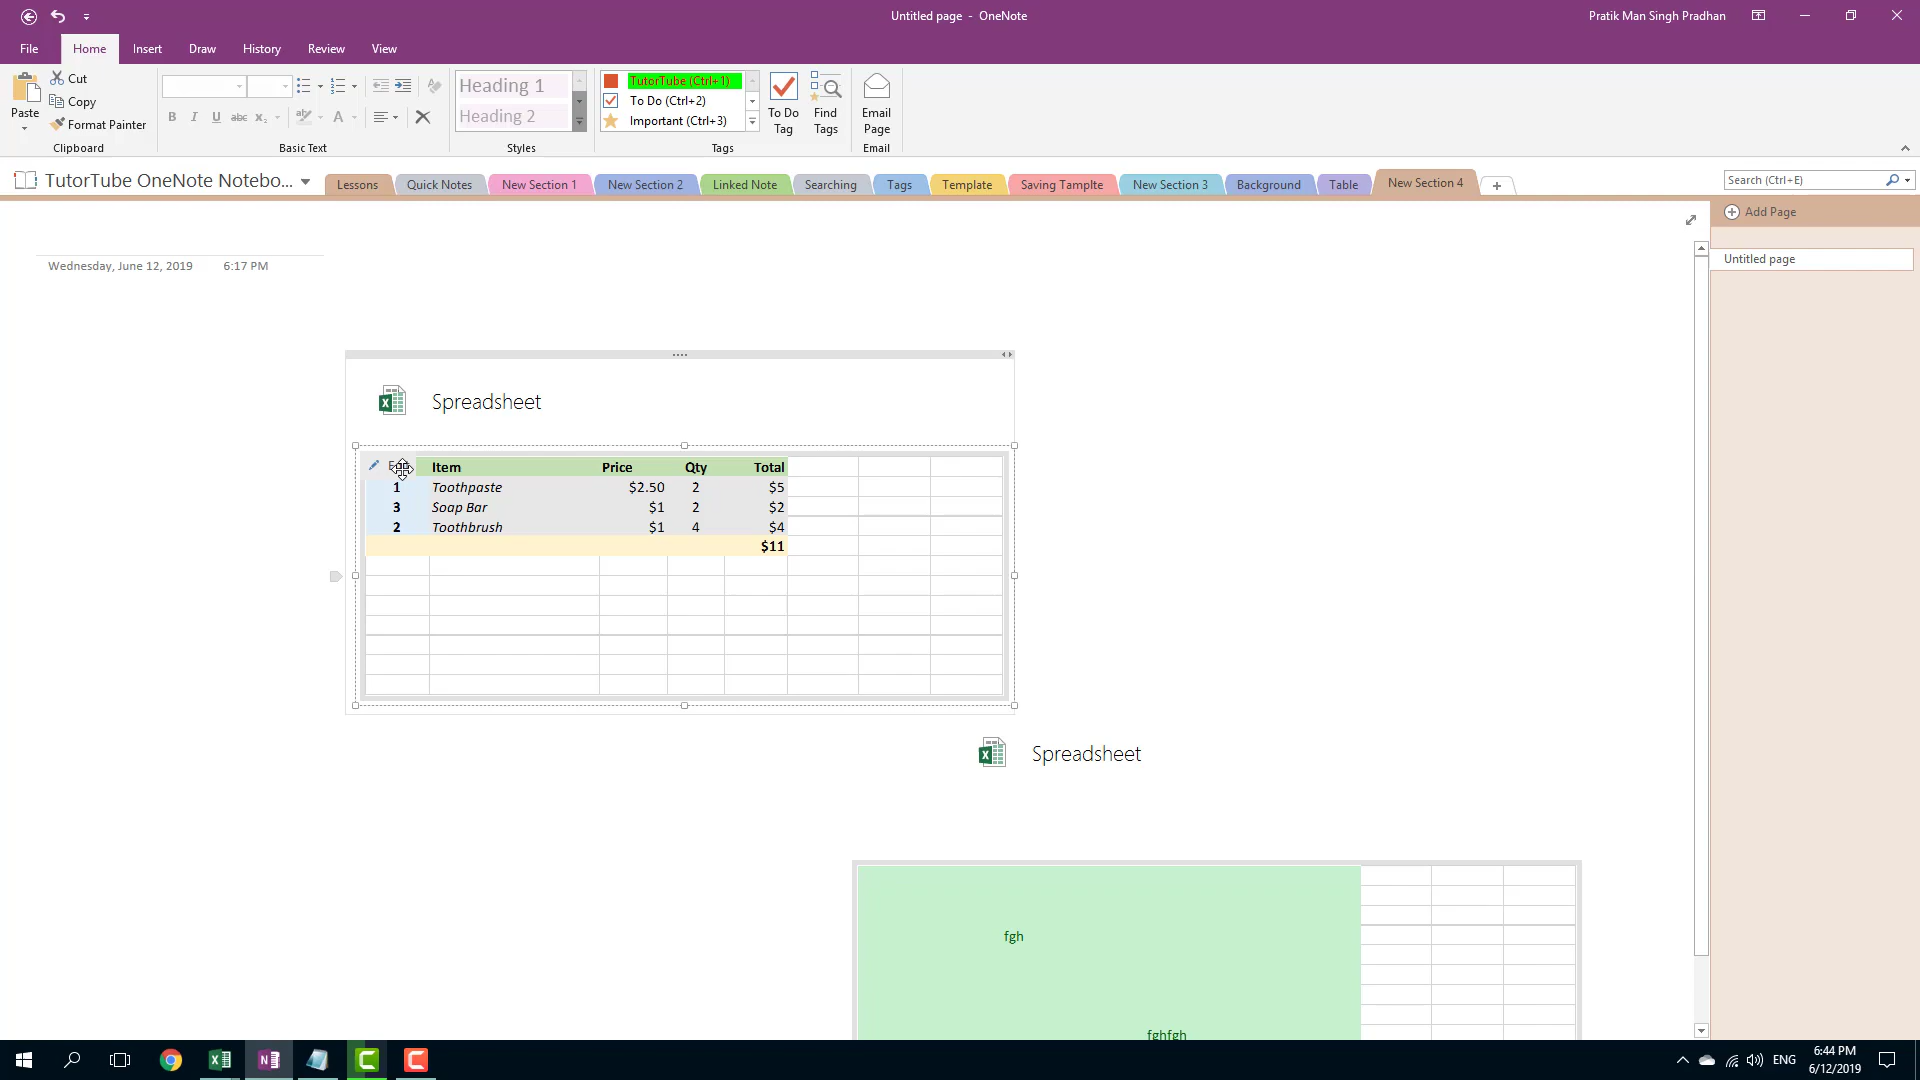 Untitled page - OneNote
Pratik Man Singh Pradhan
File Home Insert Draw History Review View
Paste
Cut
Copy
Format Painter
Clipboard
B I U abc X₂ ab A
Basic Text
Heading 1
Heading 2
Styles
TutorTube (Ctrl+1)
To Do (Ctrl+2)
Important (Ctrl+3)
Tags
To Do Tag
Find Tags
Email Page
Email
TutorTube OneNote Notebo...
Lessons Quick Notes New Section 1 New Section 2 Linked Note Searching Tags Template Saving Tamplte New Section 3 Background Table New Section 4
Search (Ctrl+E)
Add Page
Untitled page
Wednesday, June 12, 2019 6:17 PM
Spreadsheet
Item Price Qty Total
1 Toothpaste $2.50 2 $5
3 Soap Bar $1 2 $2
2 Toothbrush $1 4 $4
$11
Spreadsheet
fgh
fghfgh
ENG
6:44 PM
6/12/2019